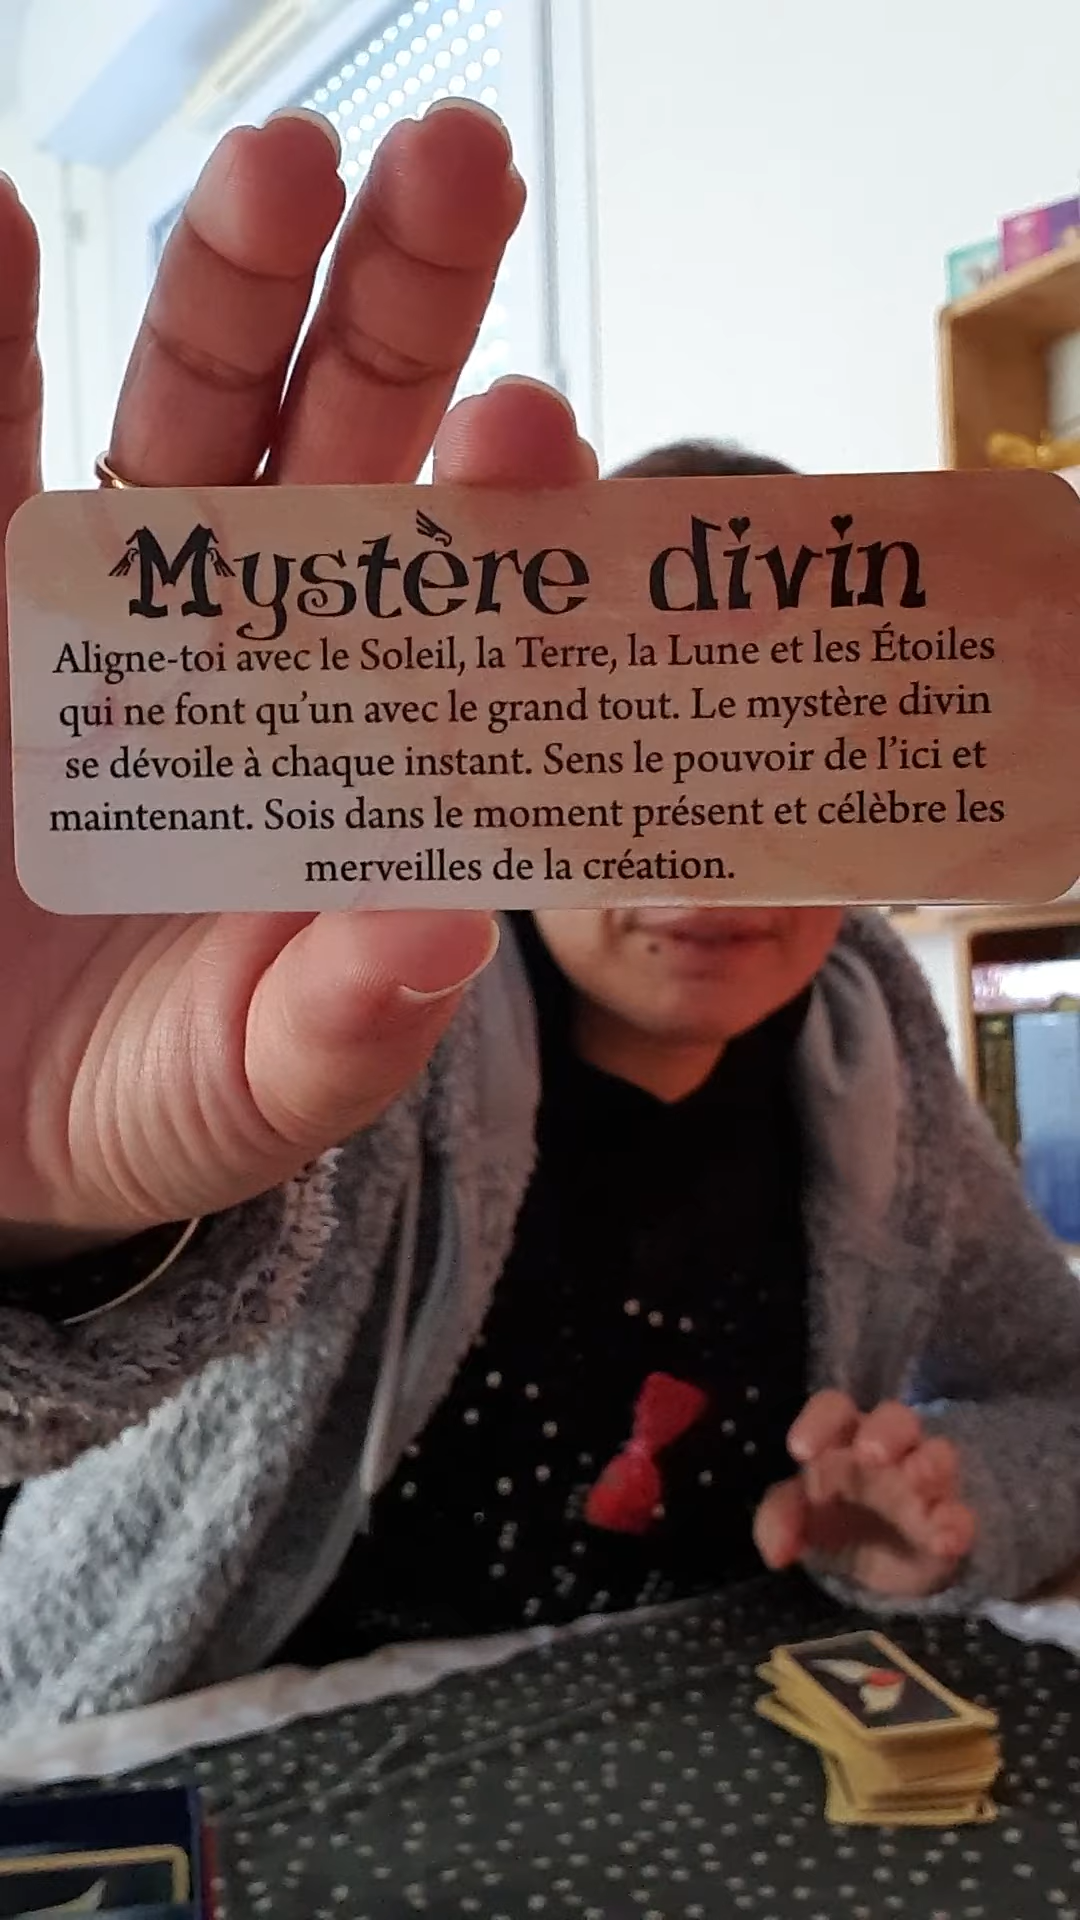 Mystère divin
Aligne-toi avec le Soleil, la Terre, la Lune et les Étoiles
qui ne font qu'un avec le grand tout. Le mystère divin
se dévoile à chaque instant. Sens le pouvoir de l'ici et
maintenant. Sois dans le moment présent et célèbre les
merveilles de la création.